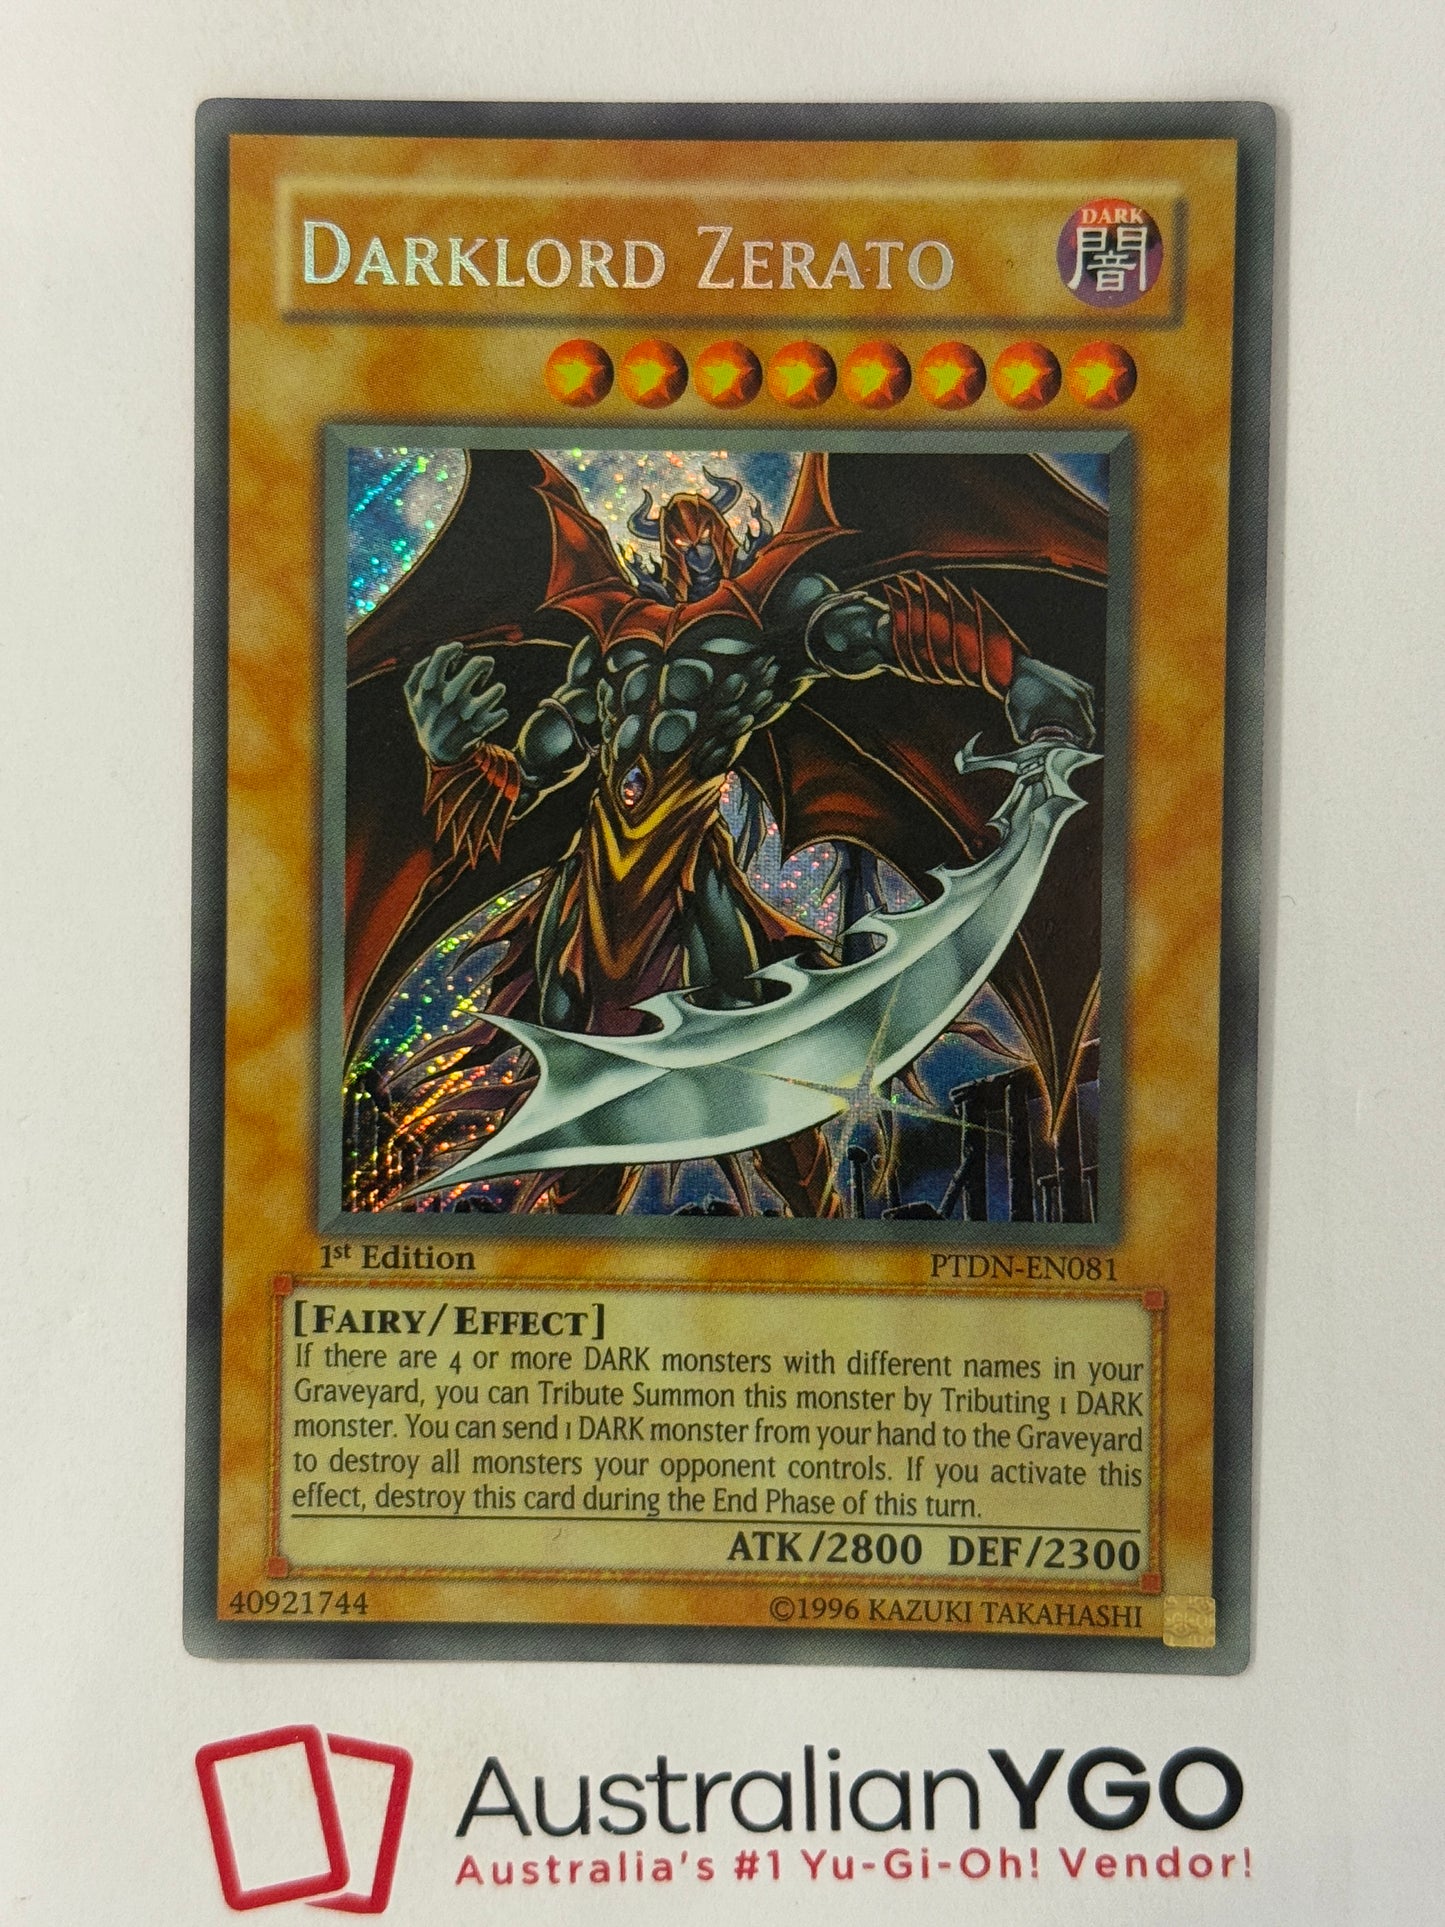 DARKLORD ZERATO
DARK
闇
1st Edition
PTDN-EN081
[FAIRY/EFFECT]
If there are 4 or more DARK monsters with different names in your
Graveyard, you can Tribute Summon this monster by Tributing 1 DARK
monster. You can send 1 DARK monster from your hand to the Graveyard
to destroy all monsters your opponent controls. If you activate this
effect, destroy this card during the End Phase of this turn.
ATK/2800 DEF/2300
40921744
©1996 KAZUKI TAKAHASHI
AustralianYGO
Australia's #1 Yu-Gi-Oh! Vendor!